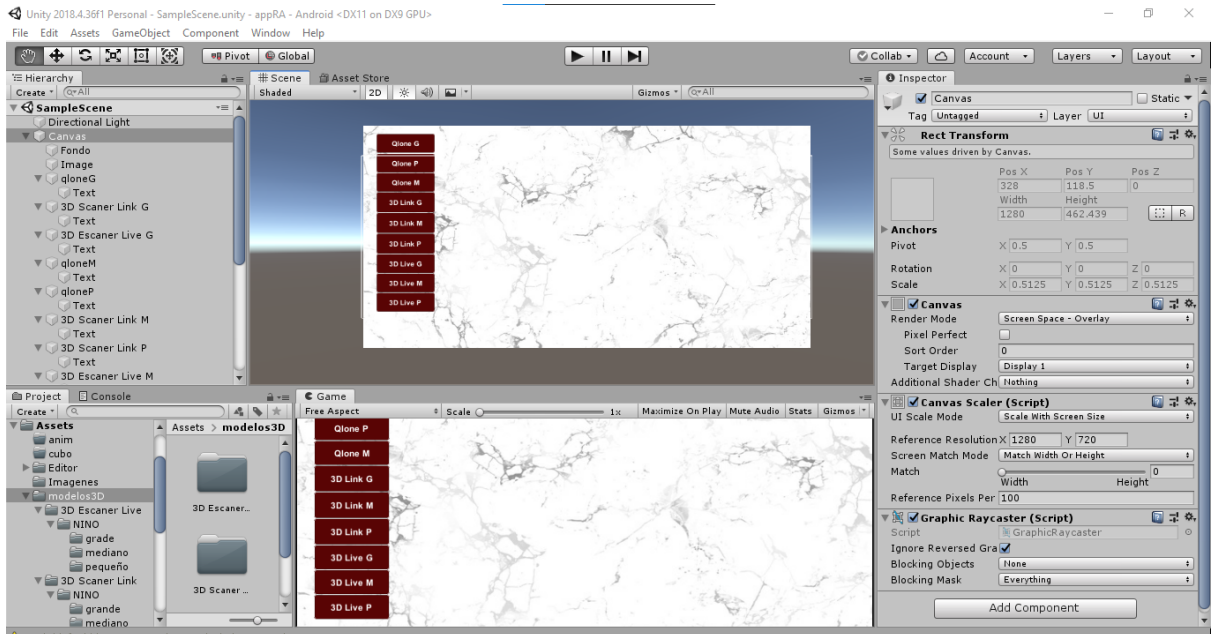 Unity 2018.4.36f1 Personal - SampleScene.unity - appRA - Android <DX11 on DX9 GPU>
File Edit Assets GameObject Component Window Help
Pivot Global Collab Account Layers Layout
Hierarchy
Create All
SampleScene
Directional Light
Canvas
Fondo
Image
qloneG
Text
3D Scaner Link G
Text
3D Escaner Live G
Text
qloneM
Text
qloneP
Text
3D Scaner Link M
Text
3D Scaner Link P
Text
3D Escaner Live M
Scene Asset Store
Shaded 2D Gizmos All
Qlone G
Qlone P
Qlone M
3D Link G
3D Link M
3D Link P
3D Live G
3D Live M
3D Live P
Project Console
Create
Assets
anim
cubo
Editor
Imagenes
modelos3D
3D Escaner Live
NINO
grade
mediano
pequeño
3D Scaner Link
NINO
grande
mediano
Assets > modelos3D
3D Escaner...
3D Scaner ...
Game
Free Aspect Scale 1x Maximize On Play Mute Audio Stats Gizmos
Qlone P
Qlone M
3D Link G
3D Link M
3D Link P
3D Live G
3D Live M
3D Live P
Inspector
Canvas Static
Tag Untagged Layer UI
Rect Transform
Some values driven by Canvas.
Pos X Pos Y Pos Z
328 118.5 0
Width Height
1280 462.439 R
Anchors
Pivot X 0.5 Y 0.5
Rotation X 0 Y 0 Z 0
Scale X 0.5125 Y 0.5125 Z 0.5125
Canvas
Render Mode Screen Space - Overlay
Pixel Perfect
Sort Order 0
Target Display Display 1
Additional Shader Ch Nothing
Canvas Scaler (Script)
UI Scale Mode Scale With Screen Size
Reference Resolution X 1280 Y 720
Screen Match Mode Match Width Or Height
Match 0
Width Height
Reference Pixels Per 100
Graphic Raycaster (Script)
Script GraphicRaycaster
Ignore Reversed Gra
Blocking Objects None
Blocking Mask Everything
Add Component